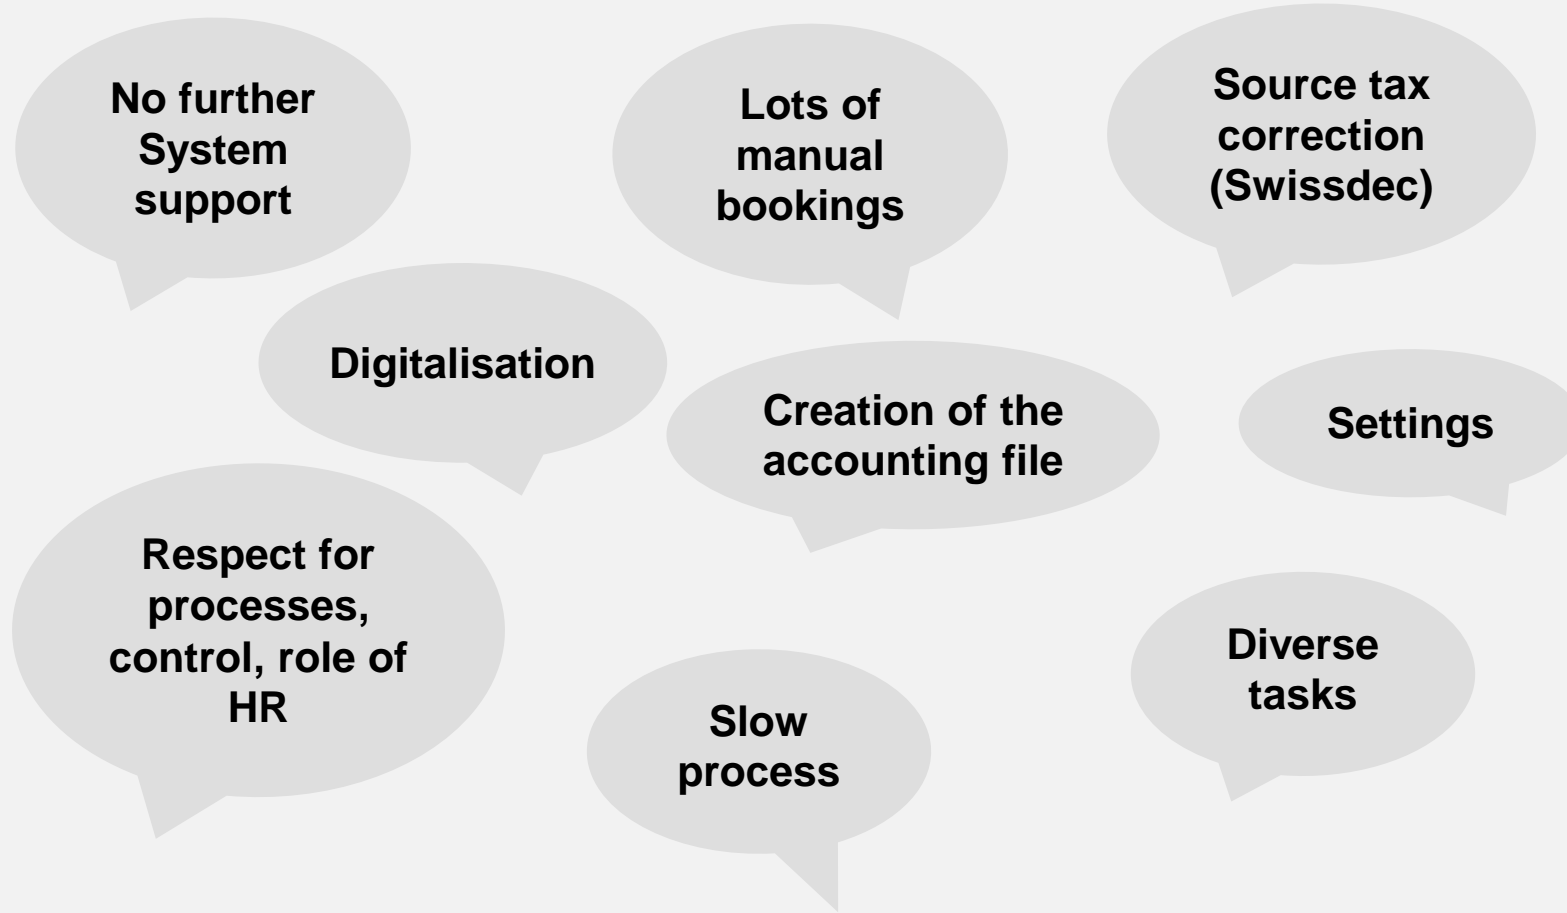 No further
System
support
Lots of
manual
bookings
Source tax
correction
(Swissdec)
Digitalisation
Creation of the
accounting file
Settings
Respect for
processes,
control, role of
HR
Slow
process
Diverse
tasks